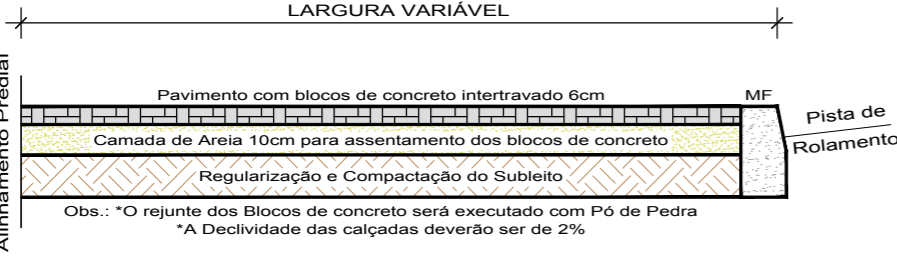 LARGURA VARIÁVEL
Alinhamento Predial
Pavimento com blocos de concreto intertravado 6cm
MF
Pista de
Rolamento
Camada de Areia 10cm para assentamento dos blocos de concreto
Regularização e Compactação do Subleito
Obs.: *O rejunte dos Blocos de concreto será executado com Pó de Pedra
*A Declividade das calçadas deverão ser de 2%